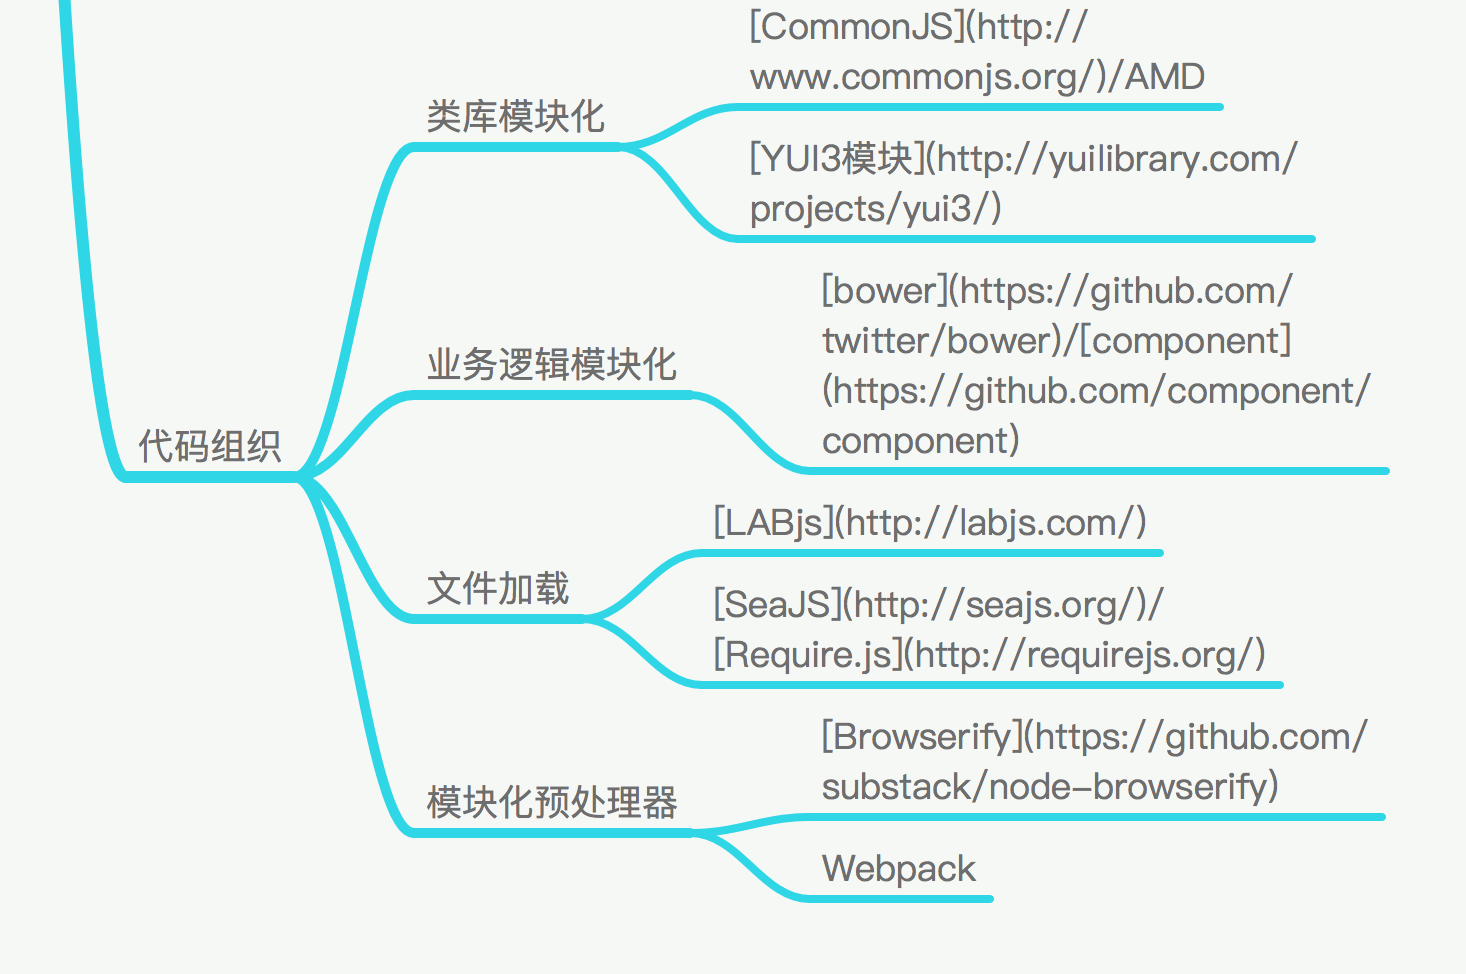 [CommonJS](http://
www.commonjs.org/)/AMD
类库模块化
[YUI3模块](http://yuilibrary.com/
projects/yui3/)
[bower](https://github.com/
twitter/bower)/[component]
(https://github.com/component/
component)
业务逻辑模块化
代码组织
[LABjs](http://labjs.com/)
文件加载
[SeaJS](http://seajs.org/)/
[Require.js](http://requirejs.org/)
[Browserify](https://github.com/
substack/node-browserify)
模块化预处理器
Webpack